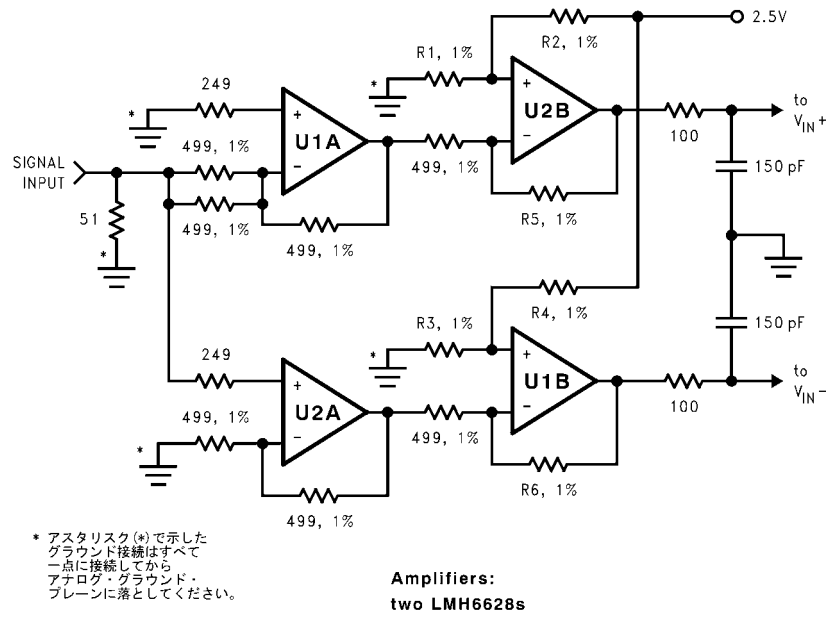 2.5V
R2, 1%
R1, 1%
*
249
*
+
U2B
−
to
VIN+
+
U1A
−
499, 1%
100
SIGNAL
INPUT
499, 1%
150 pF
51
499, 1%
R5, 1%
499, 1%
*
R4, 1%
R3, 1%
150 pF
*
249
+
U1B
−
to
VIN−
+
U2A
−
499, 1%
100
499, 1%
*
R6, 1%
499, 1%
* アスタリスク(*)で示した
グラウンド接続はすべて
一点に接続してから
アナログ・グラウンド・
プレーンに落としてください。
Amplifiers:
two LMH6628s